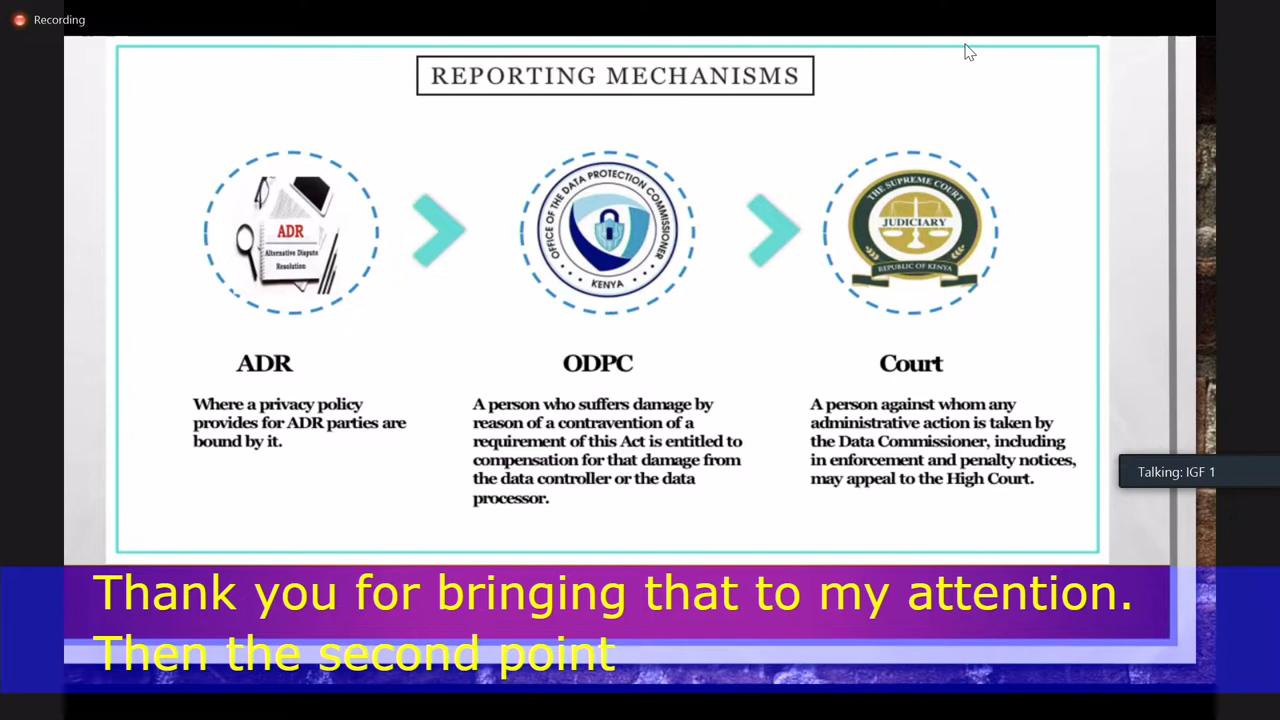 Recording
REPORTING MECHANISMS
ADR
Alternative Dispute
Resolution
OFFICE OF THE DATA PROTECTION COMMISSIONER
KENYA
THE SUPREME COURT
JUDICIARY
REPUBLIC OF KENYA
ADR
Where a privacy policy
provides for ADR parties are
bound by it.
ODPC
A person who suffers damage by
reason of a contravention of a
requirement of this Act is entitled to
compensation for that damage from
the data controller or the data
processor.
Court
A person against whom any
administrative action is taken by
the Data Commissioner, including
in enforcement and penalty notices,
may appeal to the High Court.
Talking: IGF 1
Thank you for bringing that to my attention.
Then the second point